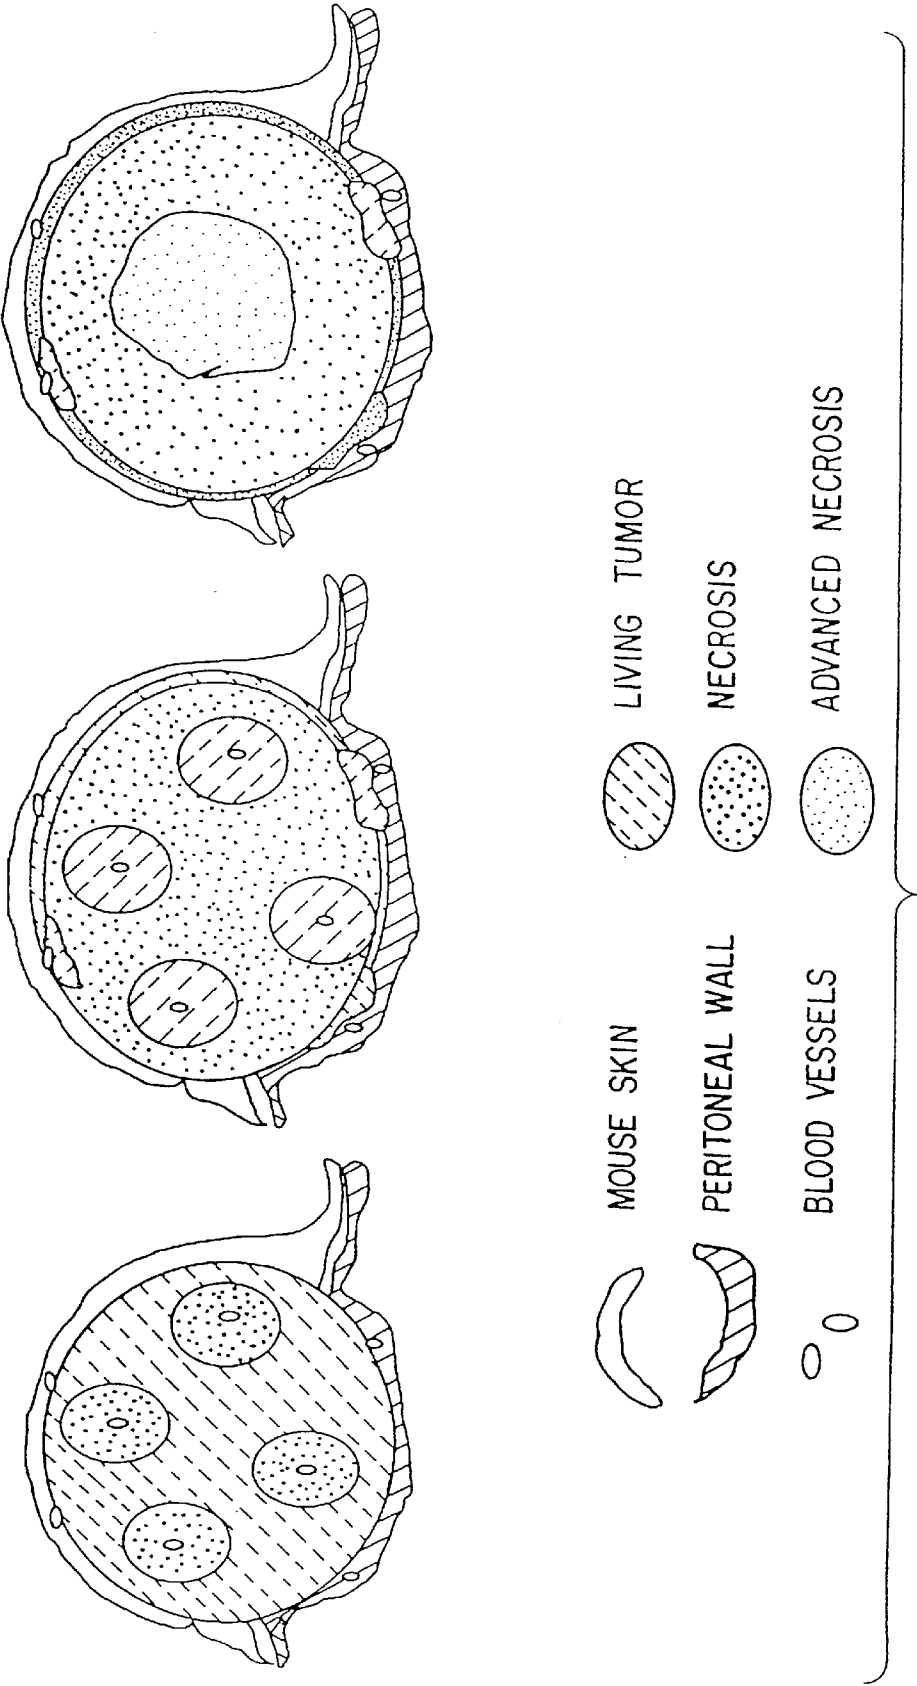 MOUSE SKIN
PERITONEAL WALL
BLOOD VESSELS
LIVING TUMOR
NECROSIS
ADVANCED NECROSIS